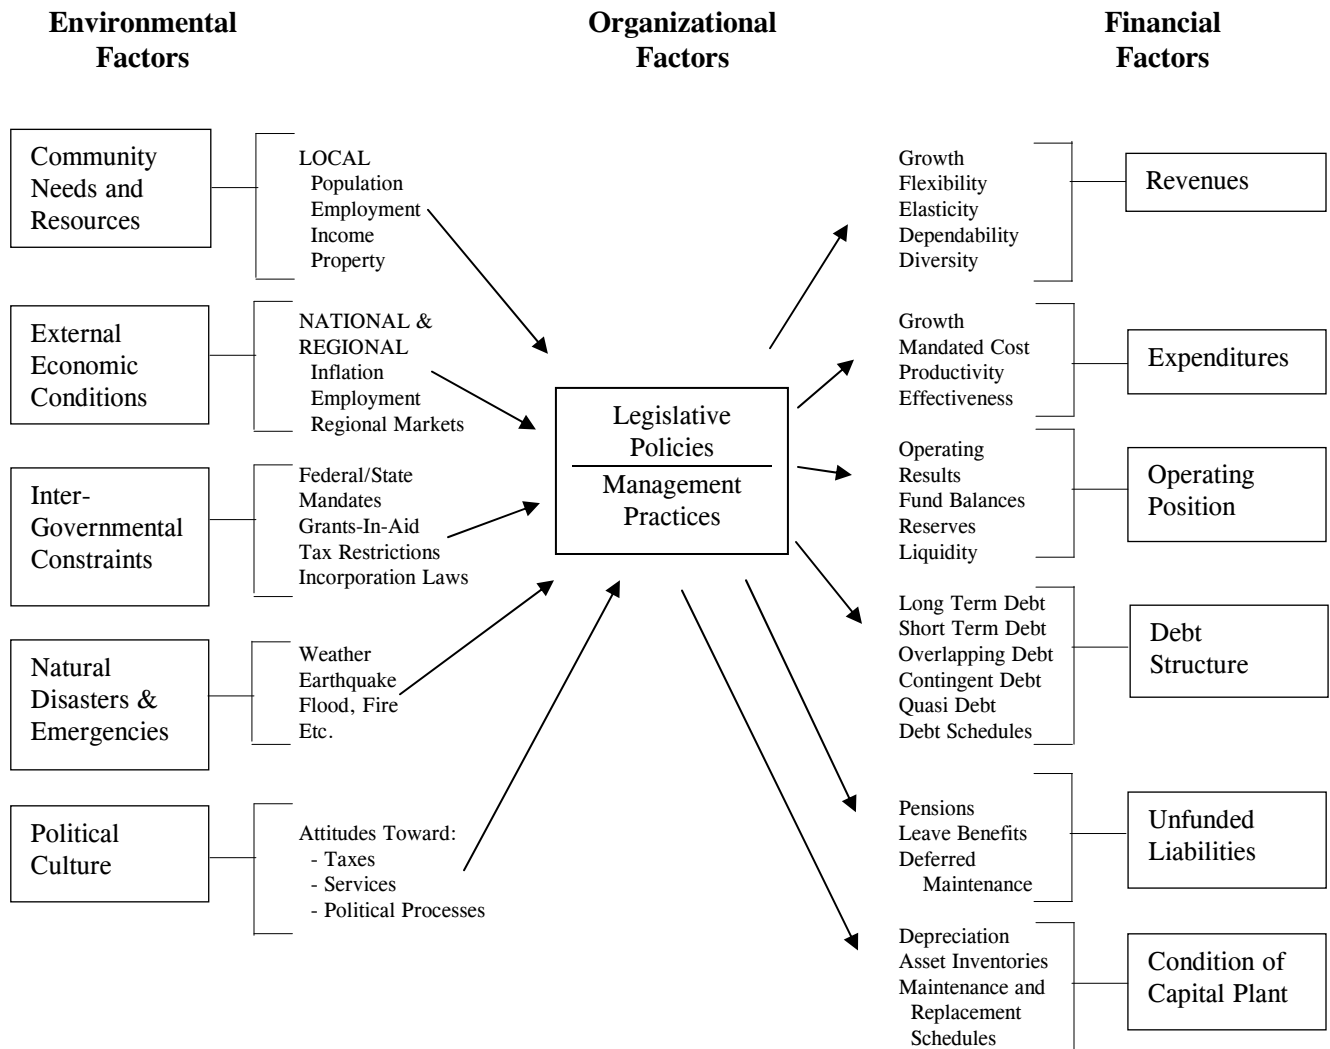 Environmental
Factors
Organizational
Factors
Financial
Factors
Community
Needs and
Resources
LOCAL
Population
Employment
Income
Property
External
Economic
Conditions
NATIONAL &
REGIONAL
Inflation
Employment
Regional Markets
Inter-
Governmental
Constraints
Federal/State
Mandates
Grants-In-Aid
Tax Restrictions
Incorporation Laws
Natural
Disasters &
Emergencies
Weather
Earthquake
Flood, Fire
Etc.
Political
Culture
Attitudes Toward:
- Taxes
- Services
- Political Processes
Legislative
Policies
Management
Practices
Growth
Flexibility
Elasticity
Dependability
Diversity
Revenues
Growth
Mandated Cost
Productivity
Effectiveness
Expenditures
Operating
Results
Fund Balances
Reserves
Liquidity
Operating
Position
Long Term Debt
Short Term Debt
Overlapping Debt
Contingent Debt
Quasi Debt
Debt Schedules
Debt
Structure
Pensions
Leave Benefits
Deferred
Maintenance
Unfunded
Liabilities
Depreciation
Asset Inventories
Maintenance and
Replacement
Schedules
Condition of
Capital Plant